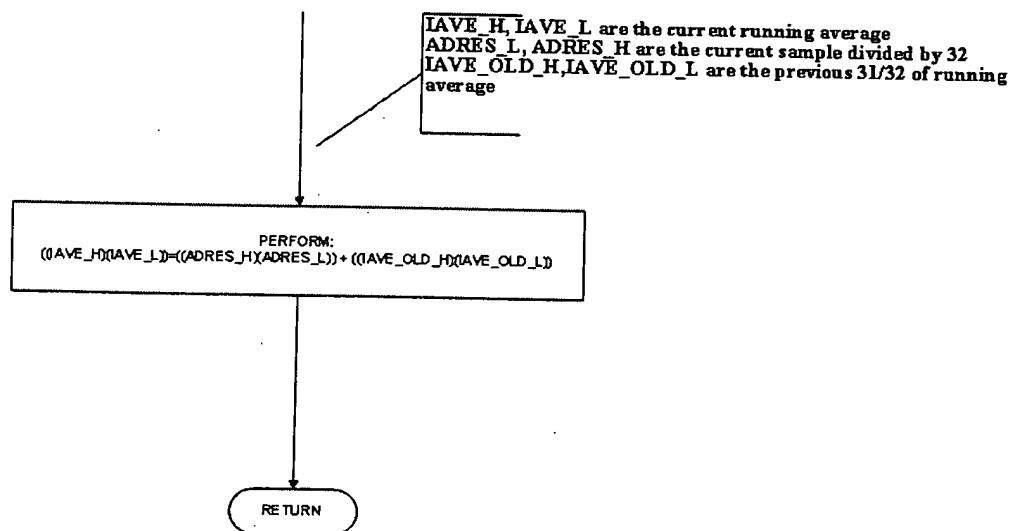 IAVE_H, IAVE_L are the current running average
ADRES_L, ADRES_H are the current sample divided by 32
IAVE_OLD_H,IAVE_OLD_L are the previous 31/32 of running
average
PERFORM:
((IAVE_H)(IAVE_L))=((ADRES_H)(ADRES_L)) + ((IAVE_OLD_H)(IAVE_OLD_L))
RETURN